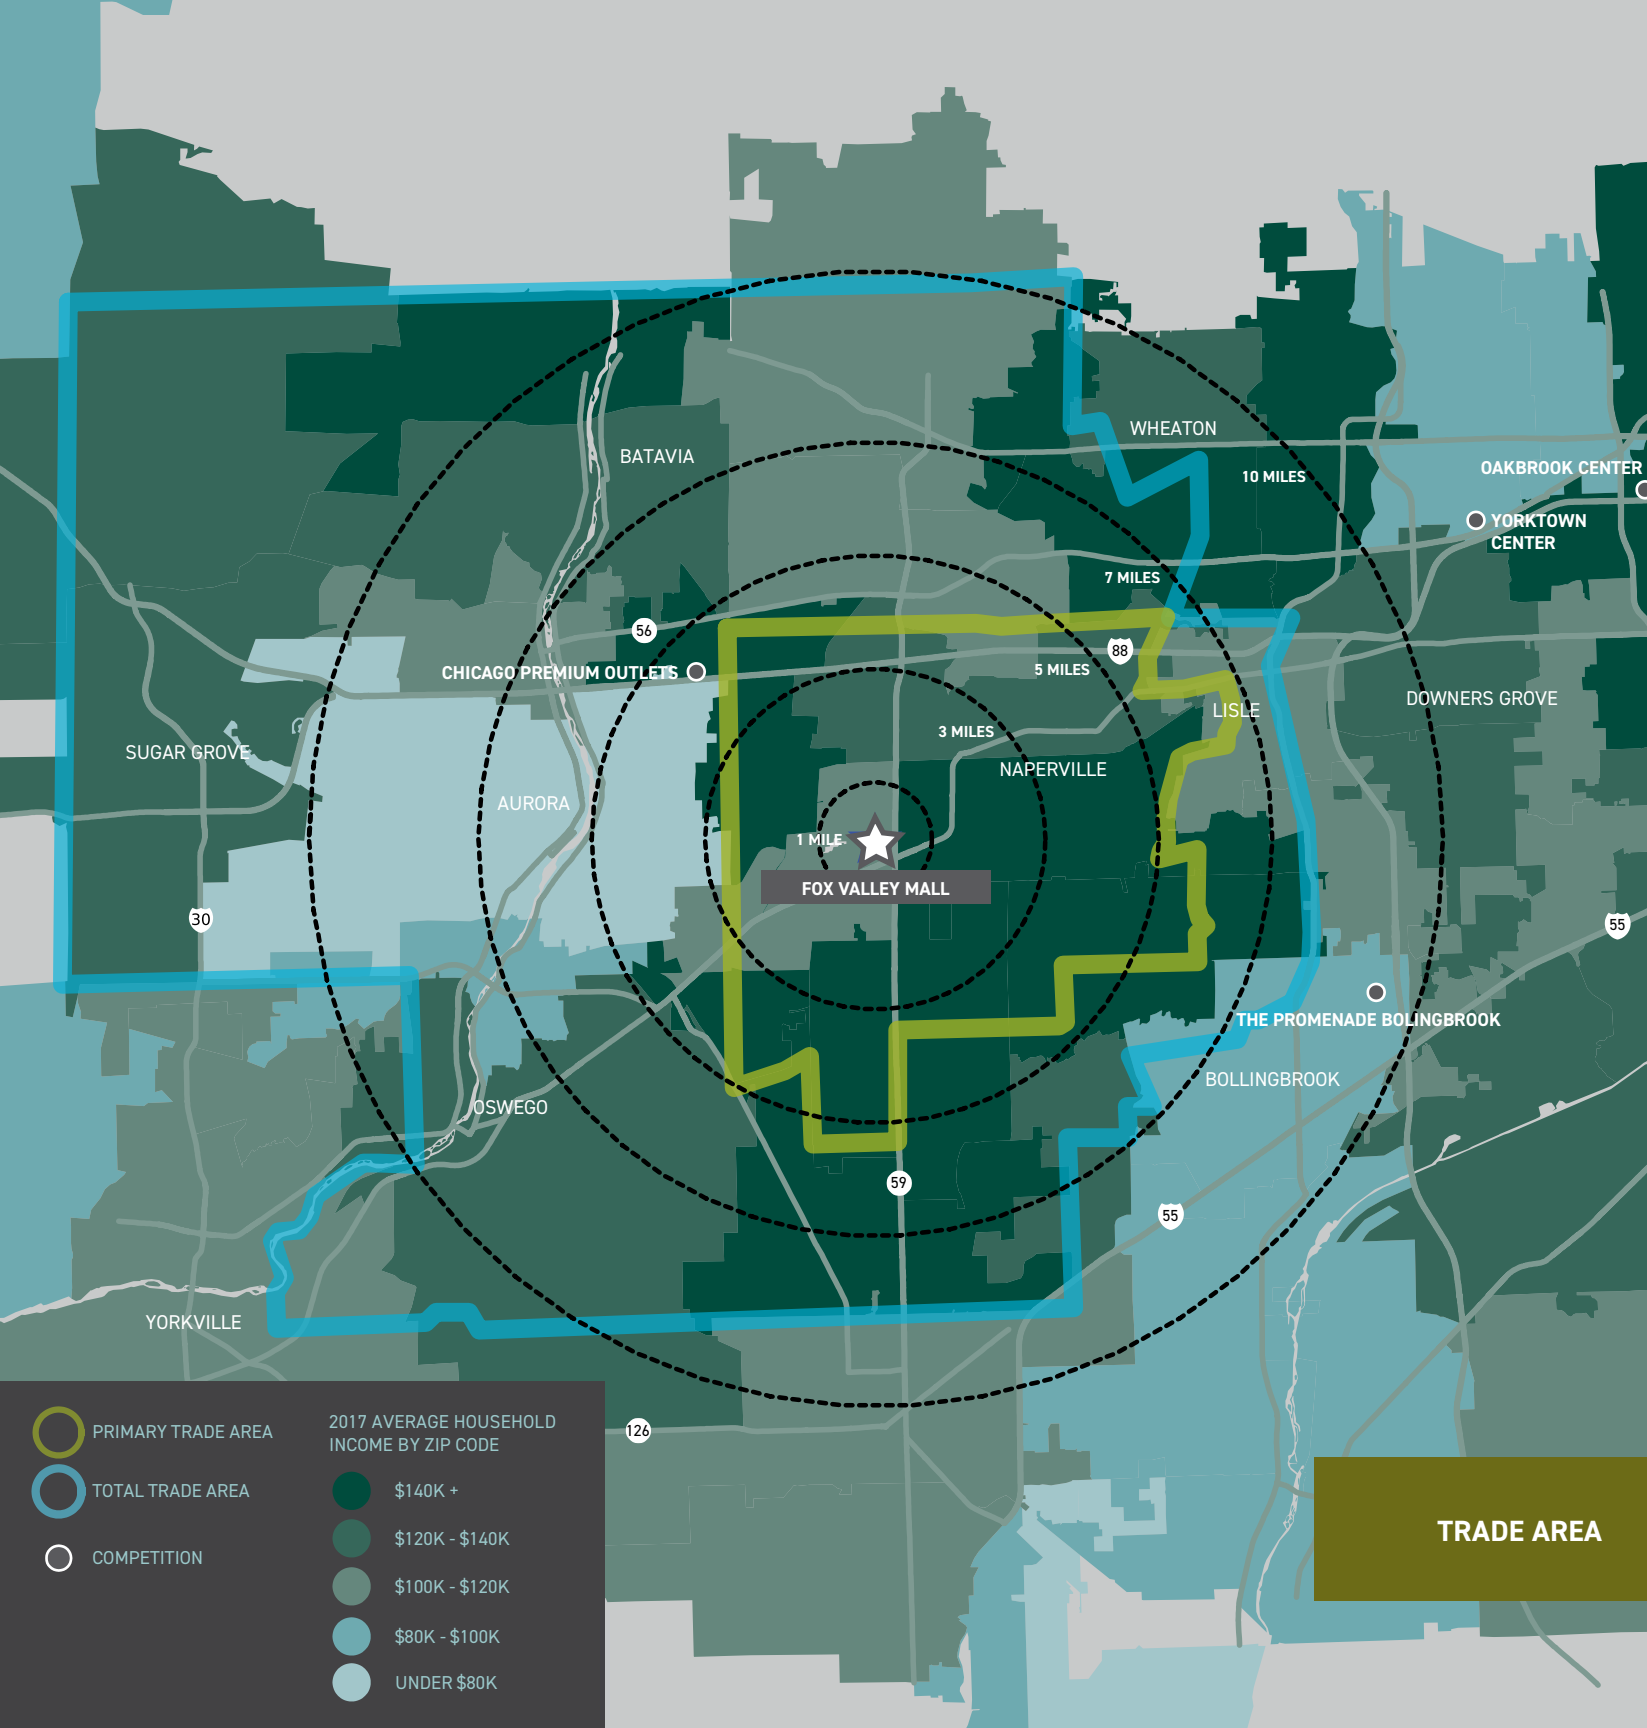 WHEATON
BATAVIA
OAKBROOK CENTER
10 MILES
YORKTOWN
CENTER
7 MILES
56
88
CHICAGO PREMIUM OUTLETS
5 MILES
DOWNERS GROVE
LISLE
3 MILES
SUGAR GROVE
NAPERVILLE
AURORA
1 MILE
FOX VALLEY MALL
30
55
THE PROMENADE BOLINGBROOK
BOLLINGBROOK
OSWEGO
59
55
YORKVILLE
126
PRIMARY TRADE AREA
TOTAL TRADE AREA
COMPETITION
2017 AVERAGE HOUSEHOLD
INCOME BY ZIP CODE
$140K +
$120K - $140K
$100K - $120K
$80K - $100K
UNDER $80K
TRADE AREA